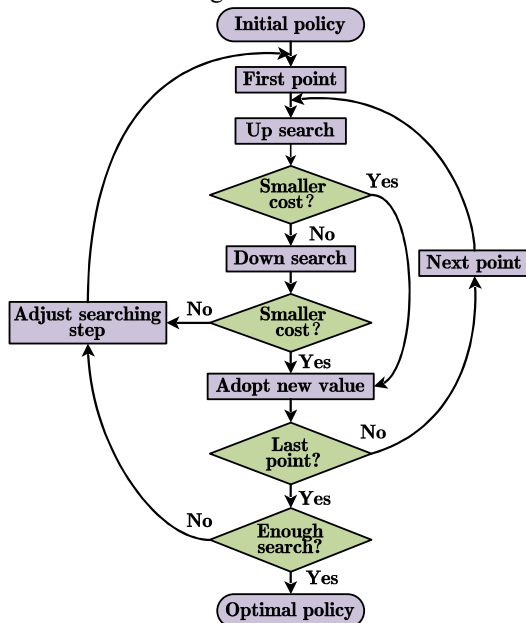 Initial policy
First point
Up search
Smaller
cost?
Yes
No
Down search
Next point
Adjust searching
step
No
Smaller
cost?
Yes
Adopt new value
Last
point?
No
Yes
No
Enough
search?
Yes
Optimal policy